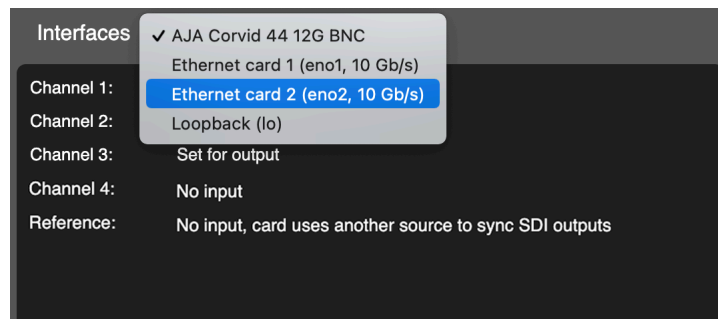 Interfaces
✓ AJA Corvid 44 12G BNC
Ethernet card 1 (eno1, 10 Gb/s)
Ethernet card 2 (eno2, 10 Gb/s)
Loopback (lo)
Channel 1:
Channel 2:
Channel 3: Set for output
Channel 4: No input
Reference: No input, card uses another source to sync SDI outputs